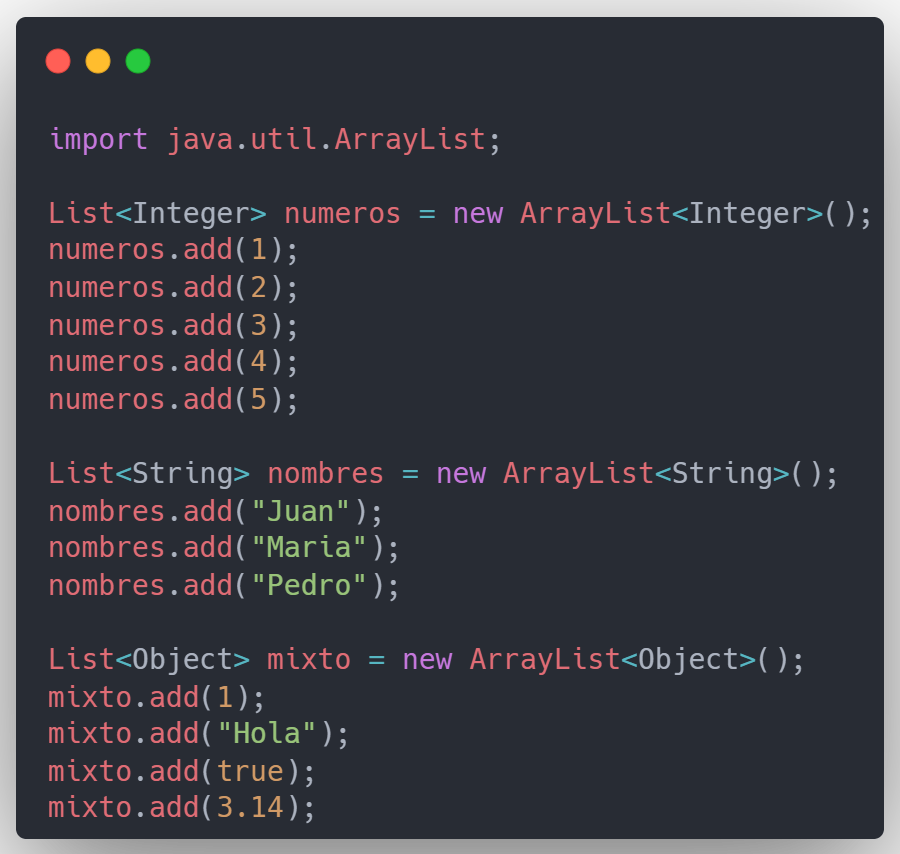 import java.util.ArrayList;
List<Integer> numeros = new ArrayList<Integer>();
numeros.add(1);
numeros.add(2);
numeros.add(3);
numeros.add(4);
numeros.add(5);
List<String> nombres = new ArrayList<String>();
nombres.add("Juan");
nombres.add("Maria");
nombres.add("Pedro");
List<Object> mixto = new ArrayList<Object>();
mixto.add(1);
mixto.add("Hola");
mixto.add(true);
mixto.add(3.14);